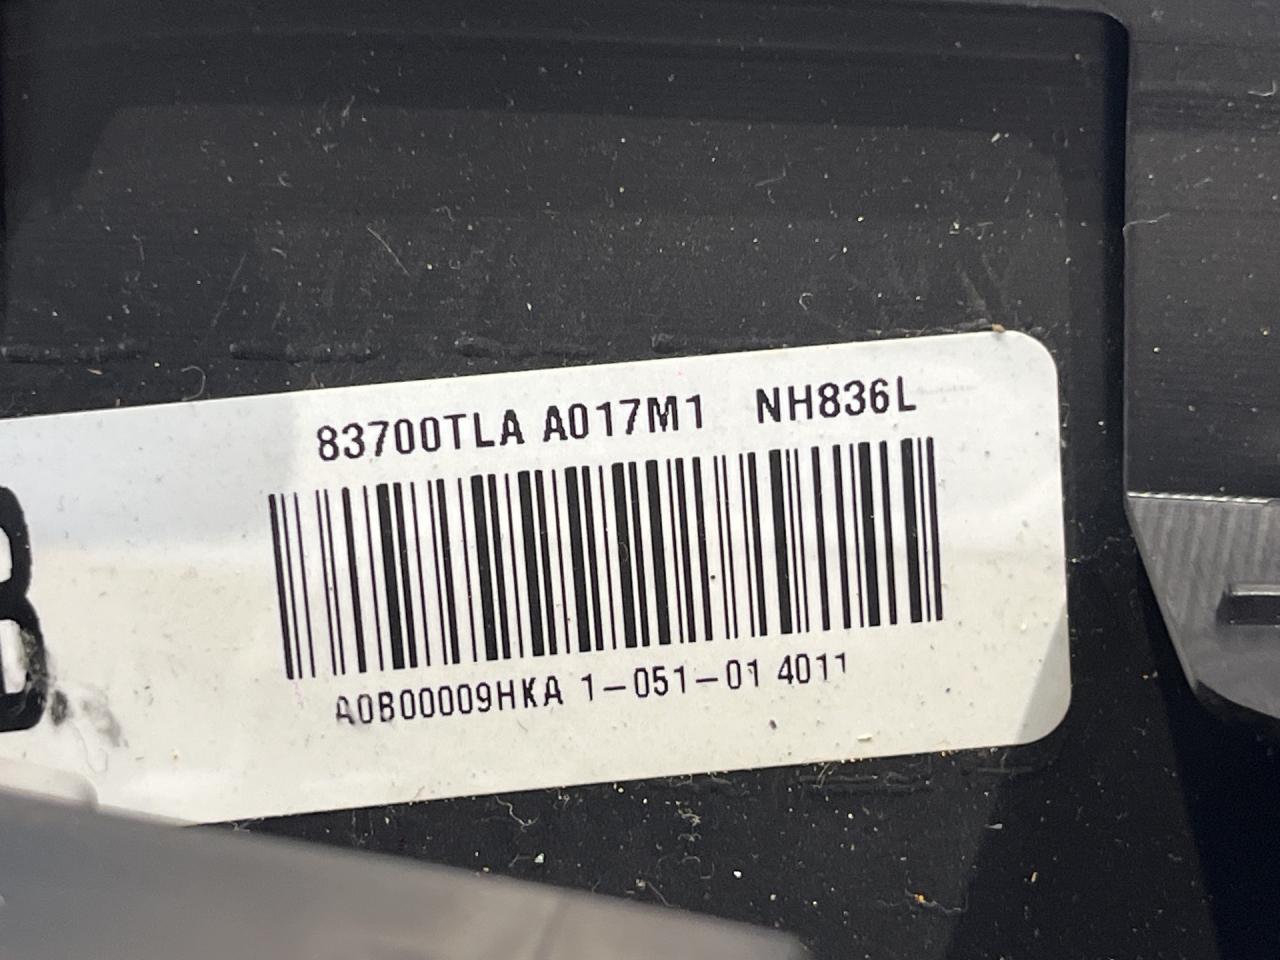 83700TLA A017M1 NH836L
A0B00009HKA 1-051-01 4011